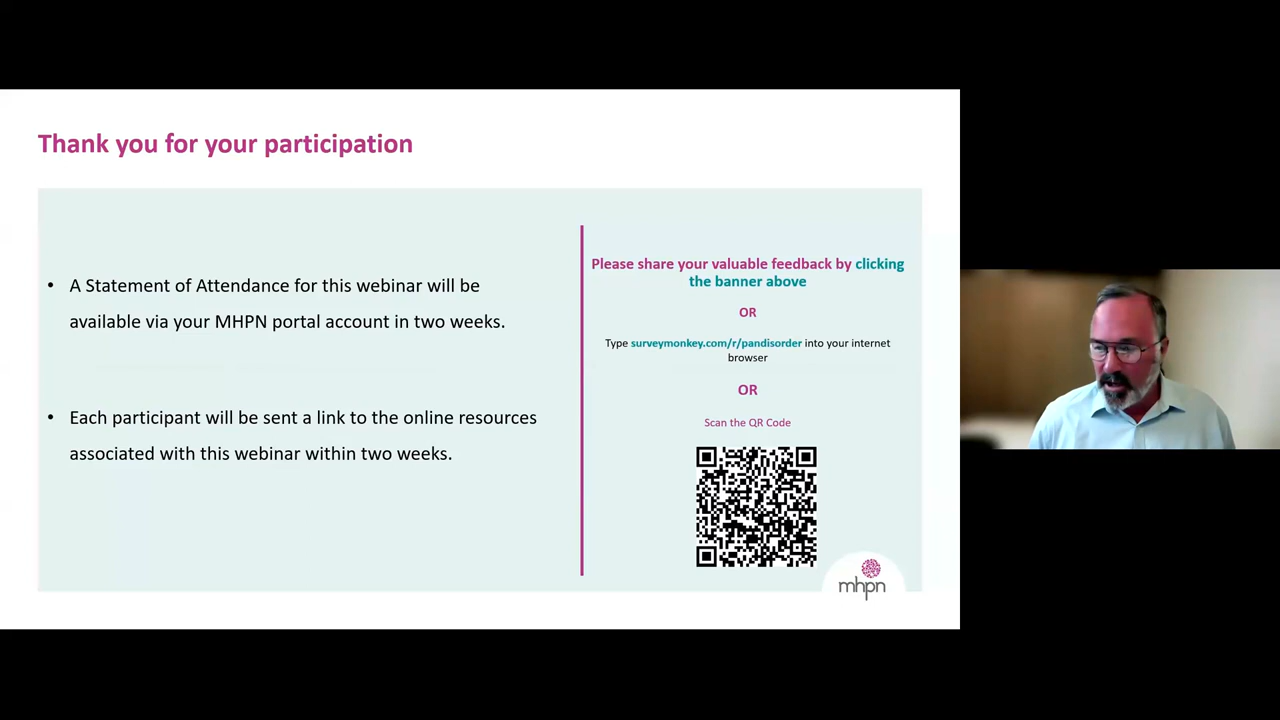 Thank you for your participation
• A Statement of Attendance for this webinar will be
available via your MHPN portal account in two weeks.
• Each participant will be sent a link to the online resources
associated with this webinar within two weeks.
Please share your valuable feedback by clicking
the banner above
OR
Type surveymonkey.com/r/pandisorder into your internet
browser
OR
Scan the QR Code
mhpn